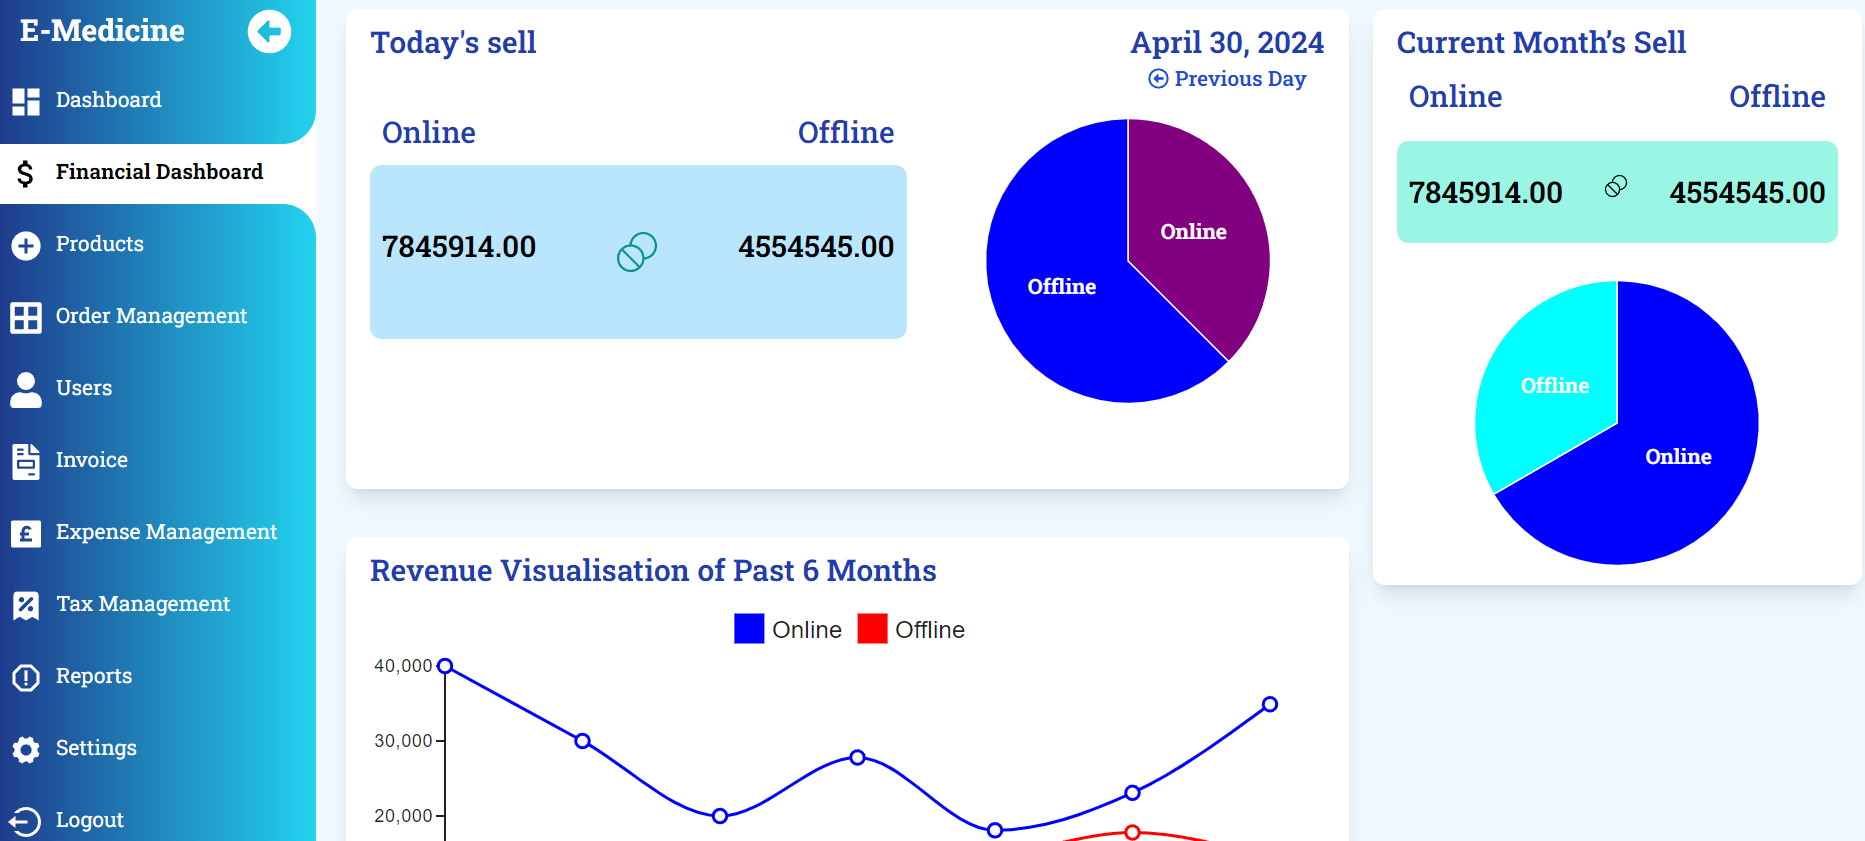 E-Medicine
Dashboard
Financial Dashboard
Products
Order Management
Users
Invoice
Expense Management
Tax Management
Reports
Settings
Logout
Today's sell
April 30, 2024
Previous Day
Online Offline
7845914.00 4554545.00
Online
Offline
Current Month's Sell
Online Offline
7845914.00 4554545.00
Offline
Online
Revenue Visualisation of Past 6 Months
Online Offline
40,000
30,000
20,000